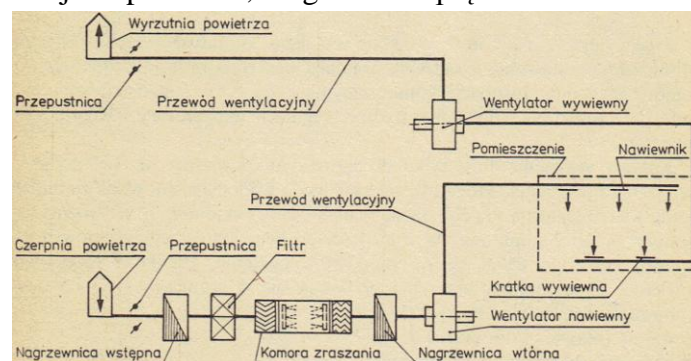 Wyrzutnia powietrza
Przepustnica
Przewód wentylacyjny
Wentylator wywiewny
Pomieszczenie
Nawiewnik
Przewód wentylacyjny
Czerpnia powietrza
Przepustnica
Filtr
Kratka wywiewna
Wentylator nawiewny
Nagrzewnica wstępna
Komora zraszania
Nagrzewnica wtórna